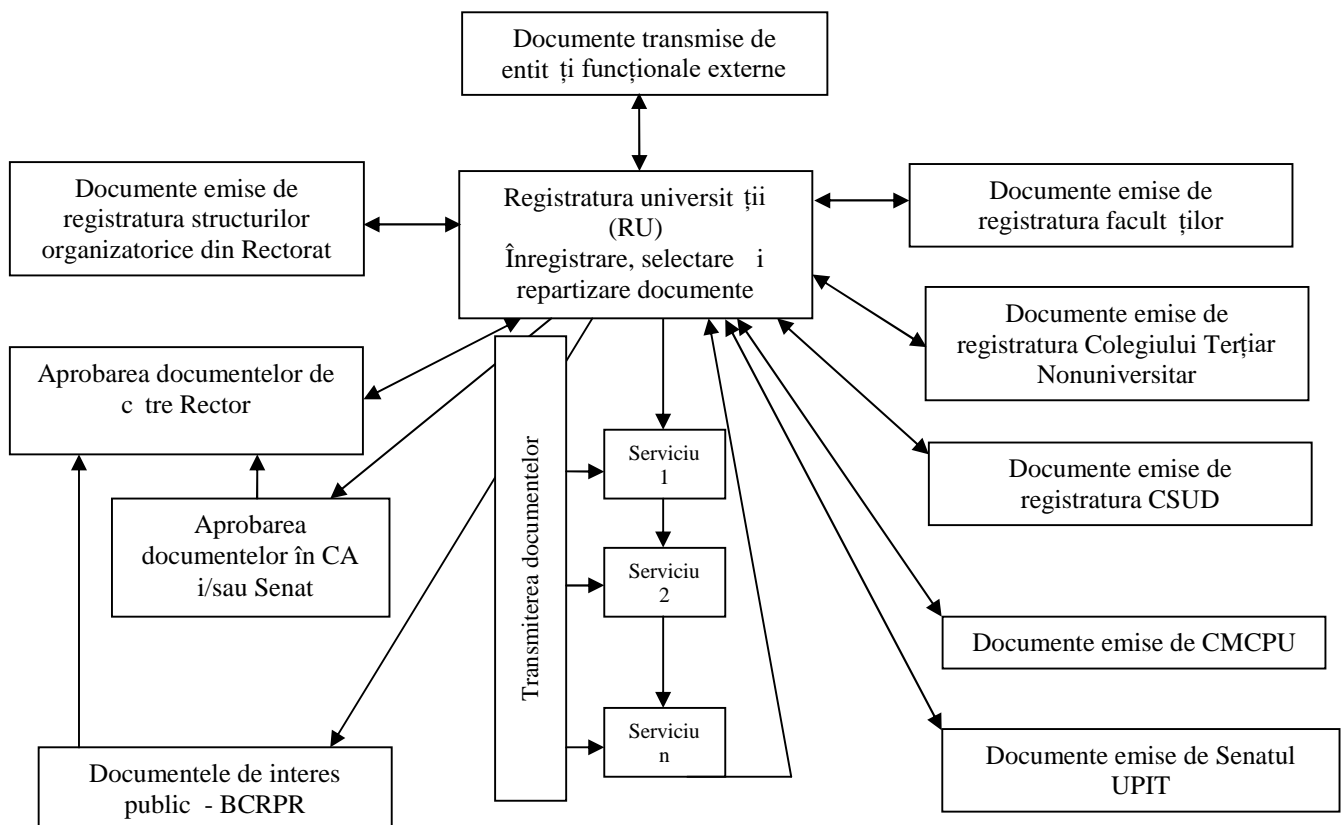 Documente transmise de
entit ți funcționale externe
Documente emise de
registratura structurilor
organizatorice din Rectorat
Registratura universit ții
(RU)
Înregistrare, selectare i
repartizare documente
Documente emise de
registratura facult ților
Documente emise de
registratura Colegiului Terțiar
Nonuniversitar
Aprobarea documentelor de
c tre Rector
Transmiterea documentelor
Serviciu
1
Documente emise de
registratura CSUD
Aprobarea
documentelor în CA
i/sau Senat
Serviciu
2
Documente emise de CMCPU
Serviciu
n
Documentele de interes
public - BCRPR
Documente emise de Senatul
UPIT